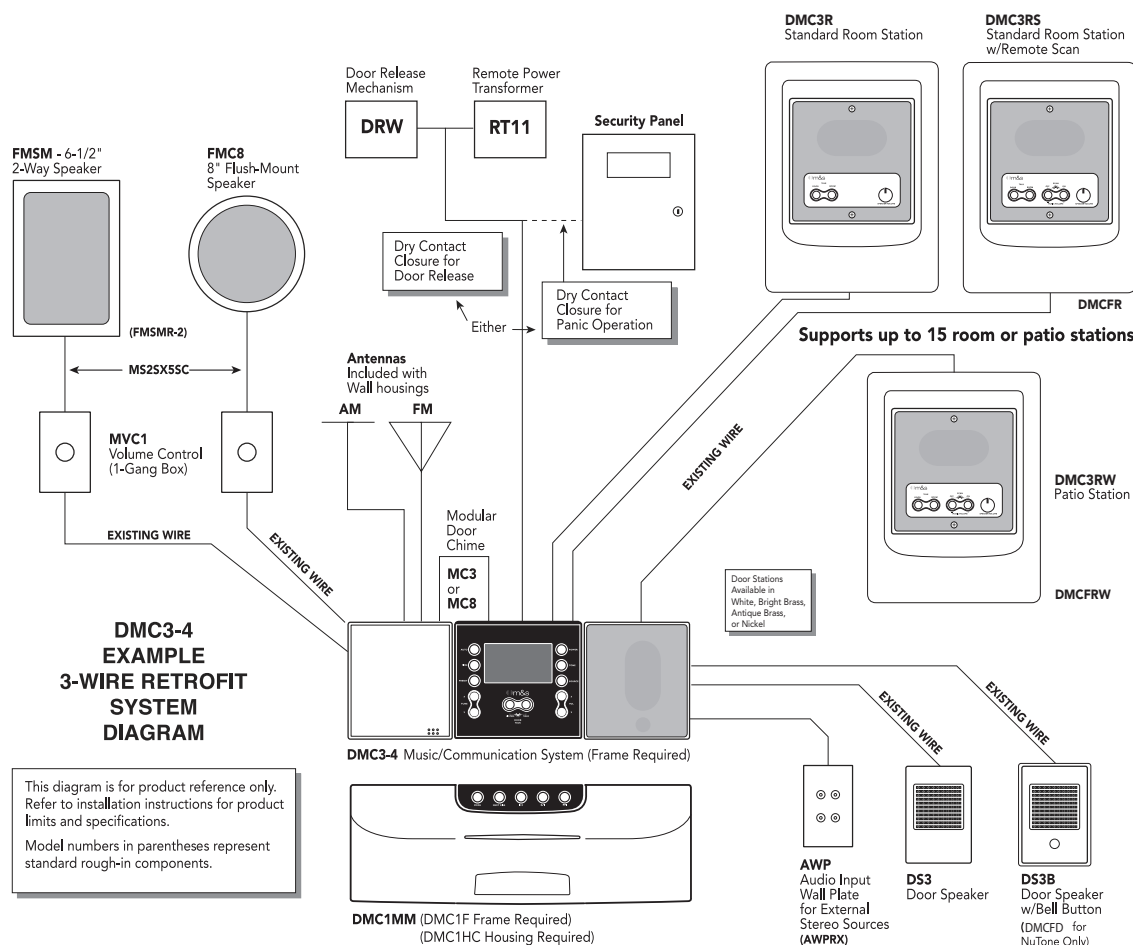 DMC3R
Standard Room Station
DMC3RS
Standard Room Station
w/Remote Scan
Door Release
Mechanism
DRW
Remote Power
Transformer
RT11
Security Panel
FMSM - 6-1/2"
2-Way Speaker
FMC8
8" Flush-Mount
Speaker
m&s
m&s
Dry Contact
Closure for
Door Release
Either
Dry Contact
Closure for
Panic Operation
DMCFR
Supports up to 15 room or patio stations
(FMSMR-2)
MS2SX5SC
Antennas
Included with
Wall housings
AM
FM
MVC1
Volume Control
(1-Gang Box)
EXISTING WIRE
m&s
DMC3RW
Patio Station
DMCFRW
Modular
Door
Chime
MC3
or
MC8
EXISTING WIRE
EXISTING WIRE
Door Stations
Available in
White, Bright Brass,
Antique Brass,
or Nickel
DMC3-4
EXAMPLE
3-WIRE RETROFIT
SYSTEM
DIAGRAM
m&s
DMC3-4 Music/Communication System (Frame Required)
EXISTING WIRE
EXISTING WIRE
This diagram is for product reference only.
Refer to installation instructions for product
limits and specifications.
Model numbers in parentheses represent
standard rough-in components.
DMC1MM (DMC1F Frame Required)
(DMC1HC Housing Required)
AWP
Audio Input
Wall Plate
for External
Stereo Sources
(AWPRX)
DS3
Door Speaker
DS3B
Door Speaker
w/Bell Button
(DMCFD for
NuTone Only)